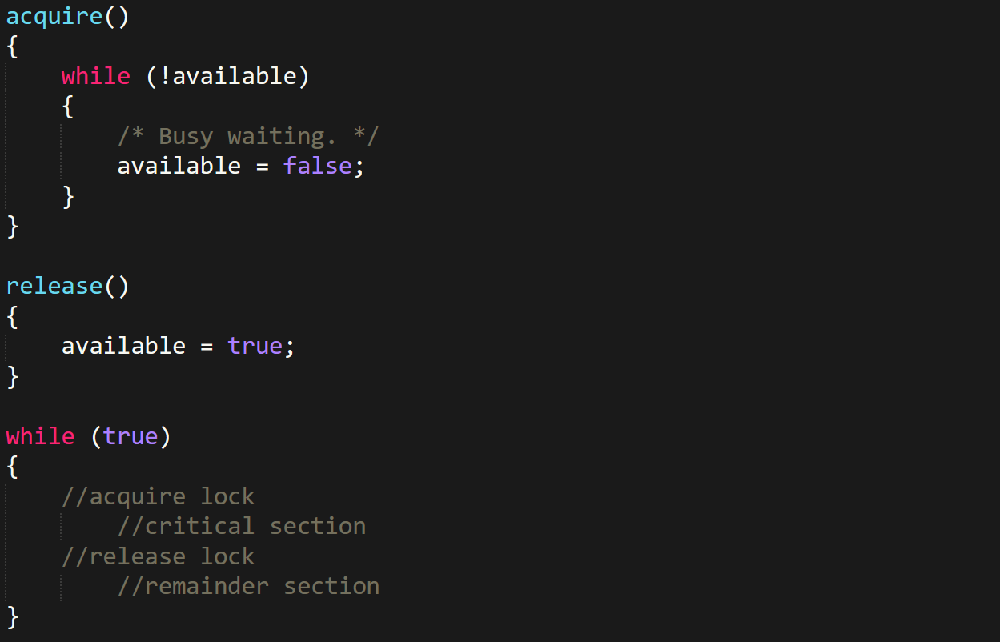 acquire()
{
    while (!available)
    {
        /* Busy waiting. */
        available = false;
    }
}

release()
{
    available = true;
}

while (true)
{
    //acquire lock
        //critical section
    //release lock
        //remainder section
}